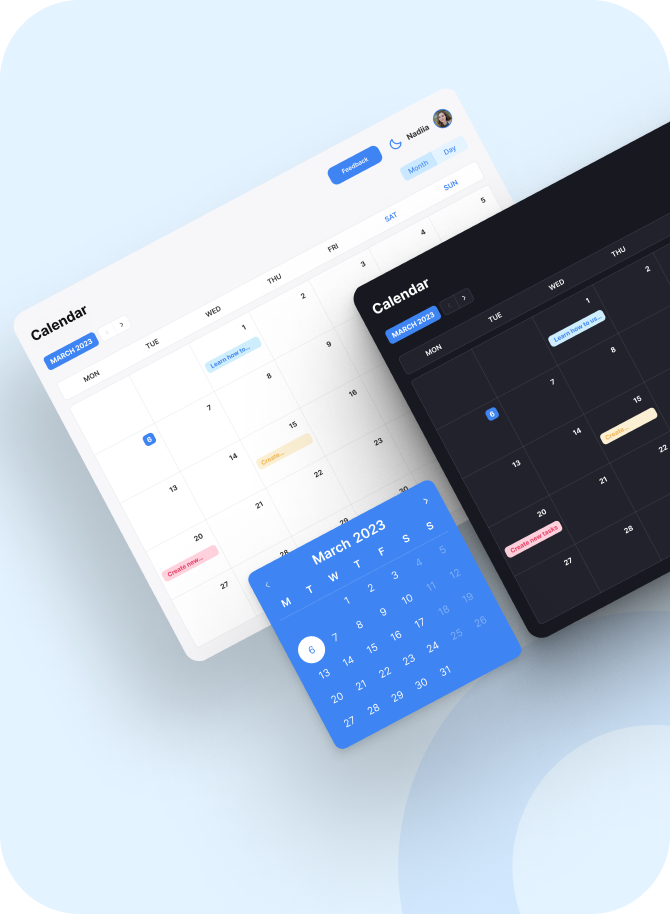 Feedback
Nadiia
Month Day
Calendar
MARCH 2023 ‹ ›
MON TUE WED THU FRI SAT SUN
1 2 3 4 5
6 7 8 9
13 14 15 16
Learn how to...
Create...
20 21 22 23
Create new...
27 28 29 30
Calendar
MARCH 2023 ‹ ›
MON TUE WED THU
1 2
Learn how to us...
6 7 8
13 14 15
Create...
20 21 22
Create new tasks
27 28
‹ March 2023 ›
M T W T F S S
1 2 3 4 5
6 7 8 9 10 11 12
13 14 15 16 17 18 19
20 21 22 23 24 25 26
27 28 29 30 31